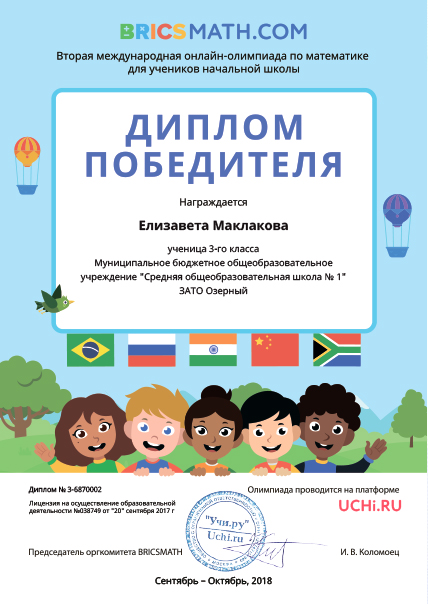 BRICSMATH.COM
Вторая международная онлайн-олимпиада по математике
для учеников начальной школы
ДИПЛОМ
ПОБЕДИТЕЛЯ
Награждается
Елизавета Маклакова
ученица 3-го класса
Муниципальное бюджетное общеобразовательное
учреждение "Средняя общеобразовательная школа № 1"
ЗАТО Озерный
Диплом № 3-6870002
Лицензия на осуществление образовательной
деятельности №038749 от "20" сентября 2017 г
Олимпиада проводится на платформе
UCHi.RU
"Учи.ру"
Uchi.ru
Председатель оргкомитета BRICSMATH
И. В. Коломоец
Сентябрь – Октябрь, 2018